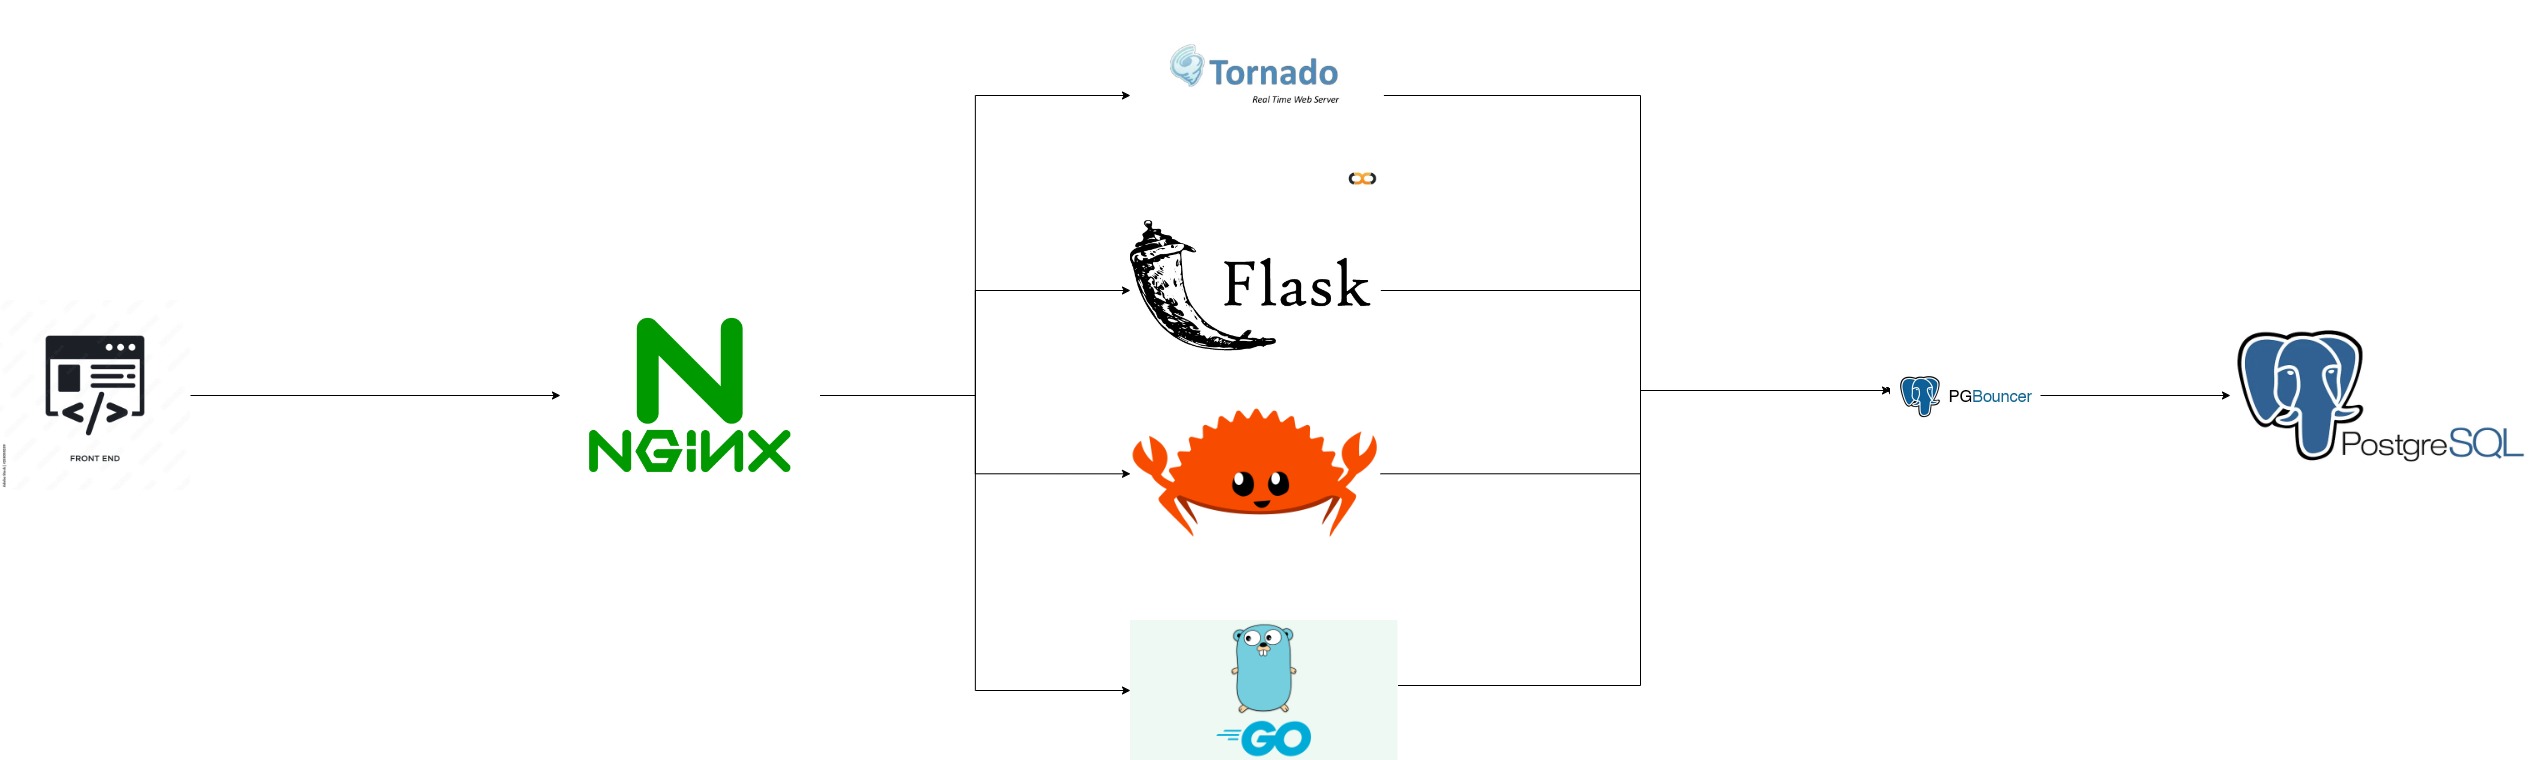 Tornado
Real Time Web Server
Flask
FRONT END
N
NGiNX
PGBouncer
PostgreSQL
GO